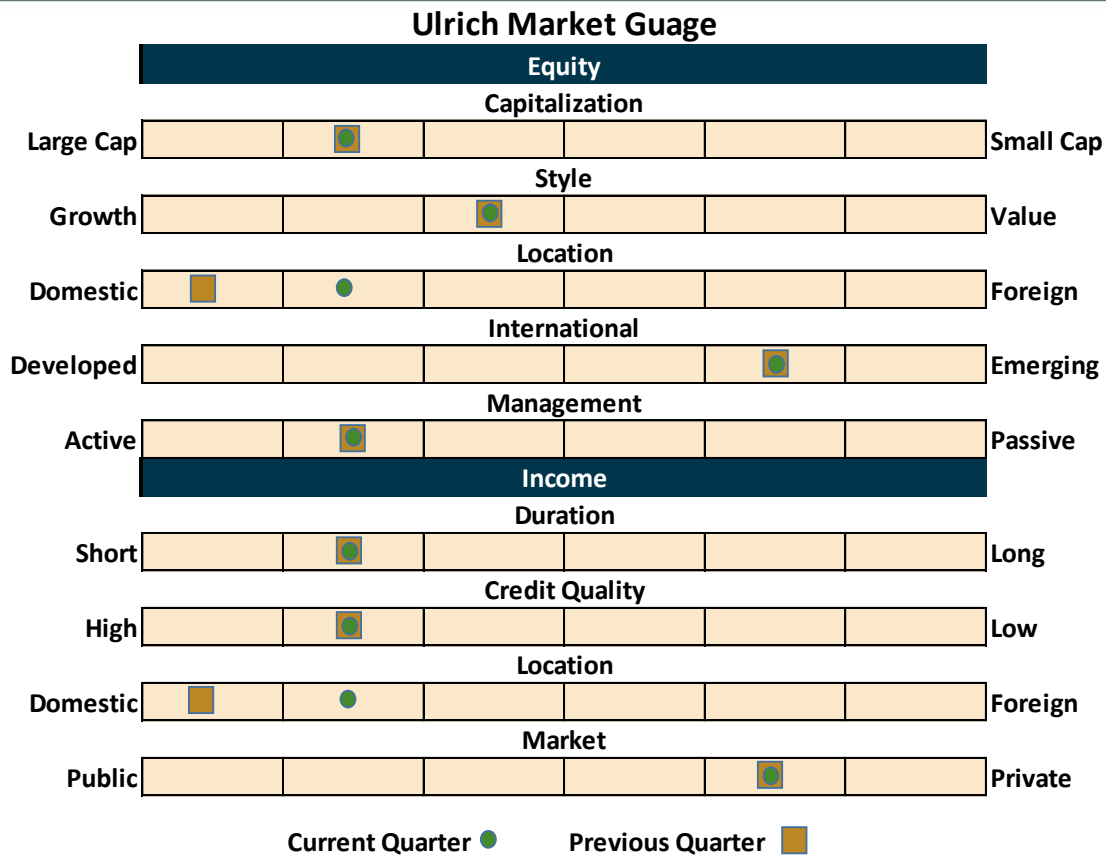 Ulrich Market Guage
Equity
Capitalization
Large Cap Small Cap
Style
Growth Value
Location
Domestic Foreign
International
Developed Emerging
Management
Active Passive
Income
Duration
Short Long
Credit Quality
High Low
Location
Domestic Foreign
Market
Public Private
Current Quarter Previous Quarter